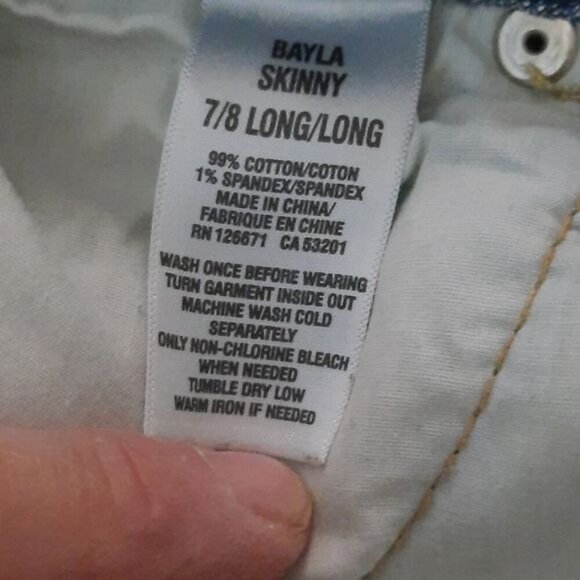 BAYLA
SKINNY
7/8 LONG/LONG
99% COTTON/COTON
1% SPANDEX/SPANDEX
MADE IN CHINA/
FABRIQUE EN CHINE
RN 126671 CA 53201
WASH ONCE BEFORE WEARING
TURN GARMENT INSIDE OUT
MACHINE WASH COLD
SEPARATELY
ONLY NON-CHLORINE BLEACH
WHEN NEEDED
TUMBLE DRY LOW
WARM IRON IF NEEDED